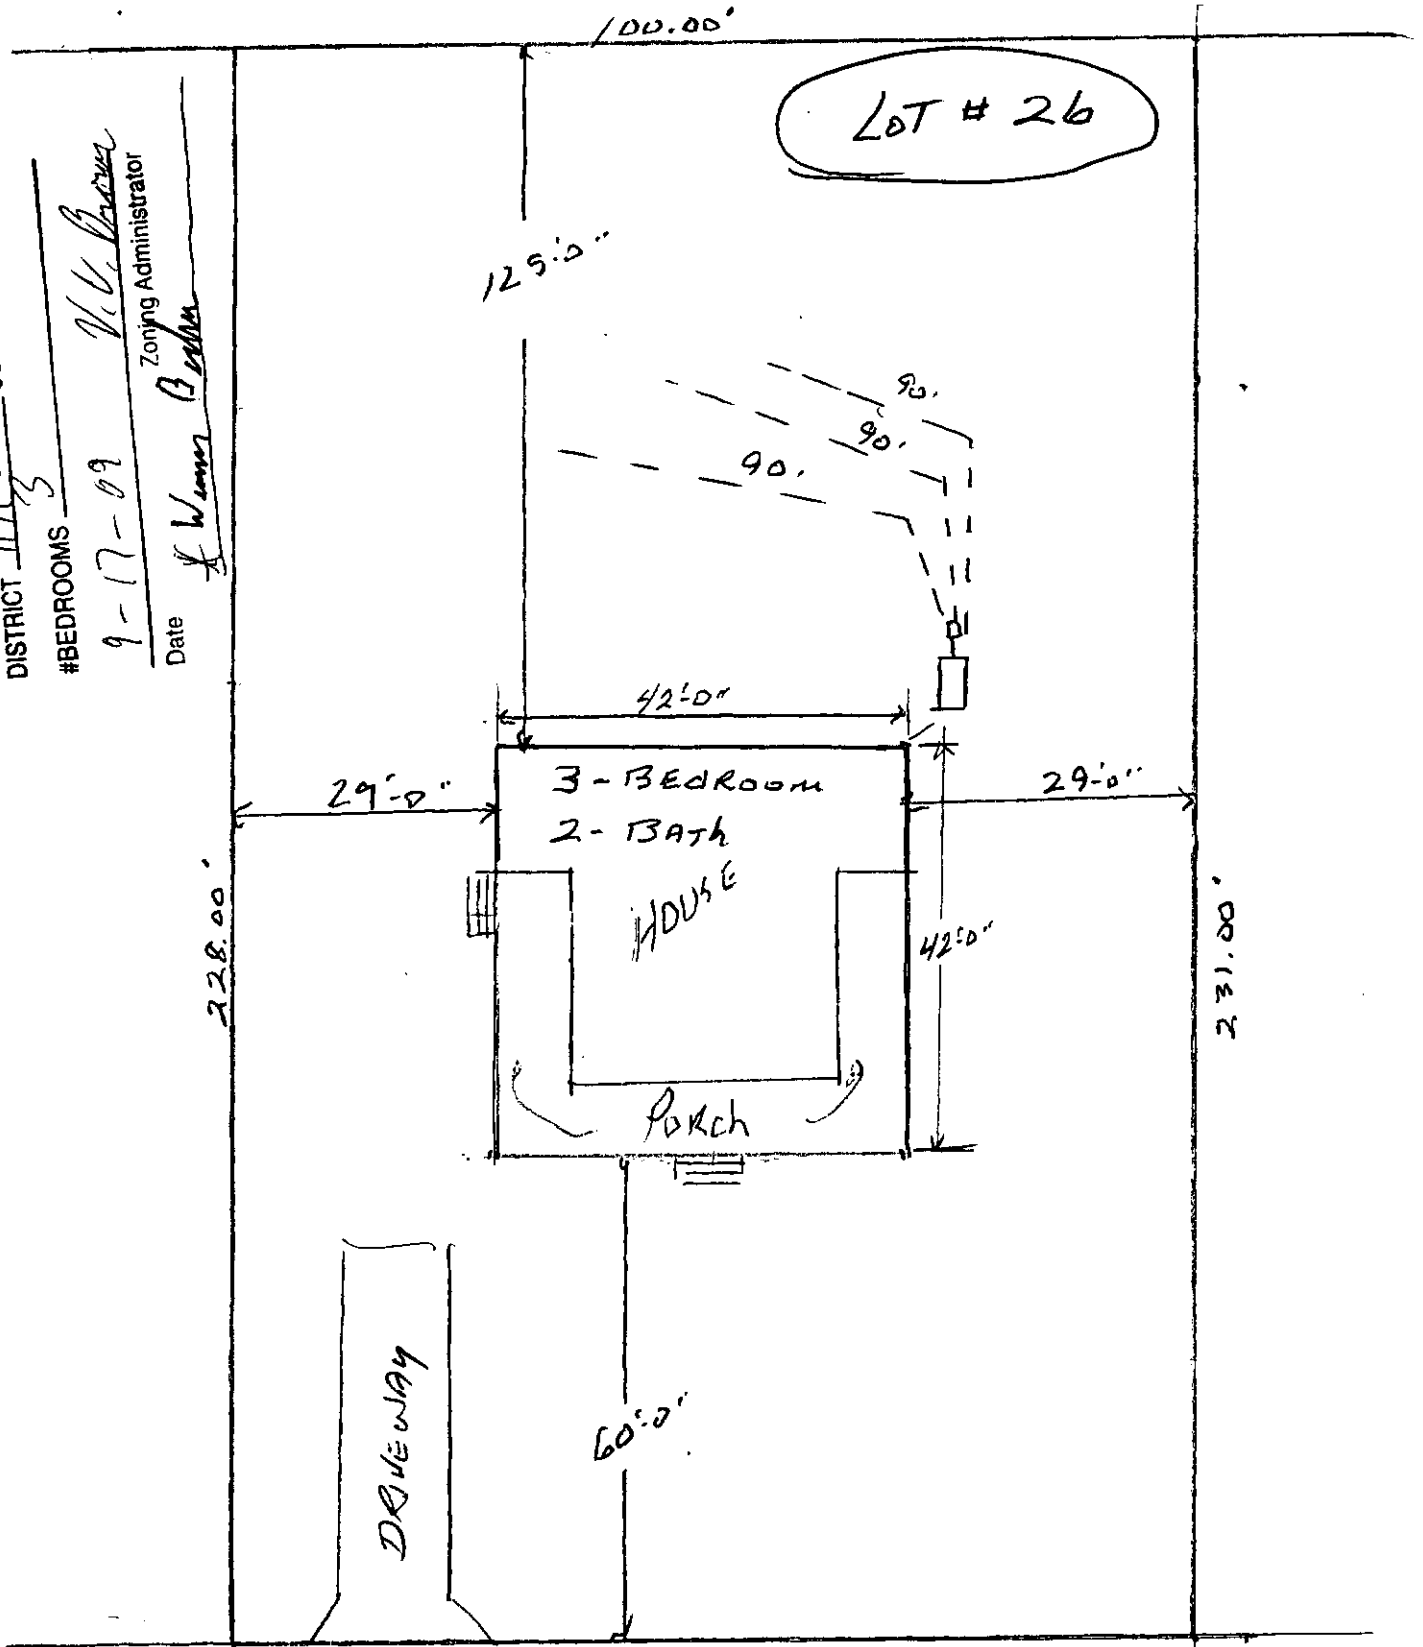 100.00'
LOT # 26
DISTRICT
#BEDROOMS 3
9-17-09
Date
Zoning Administrator
125'-0"
90.
90.
90.
42'-0"
3 - BEDROOM
2 - BATH
HOUSE
29'-0"
29'-0"
42'-0"
228.00'
231.00'
PORCH
60'-0"
DRIVEWAY